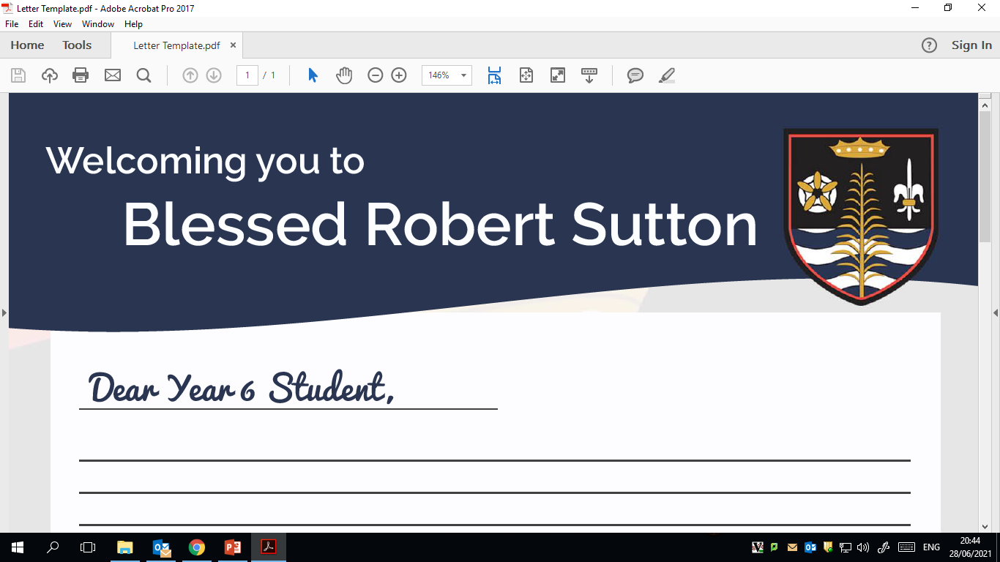 Letter Template.pdf - Adobe Acrobat Pro 2017
File Edit View Window Help
Home Tools Letter Template.pdf × Sign In
1 / 1 146%
Welcoming you to
Blessed Robert Sutton
Dear Year 6 Student,
ENG
20:44
28/06/2021